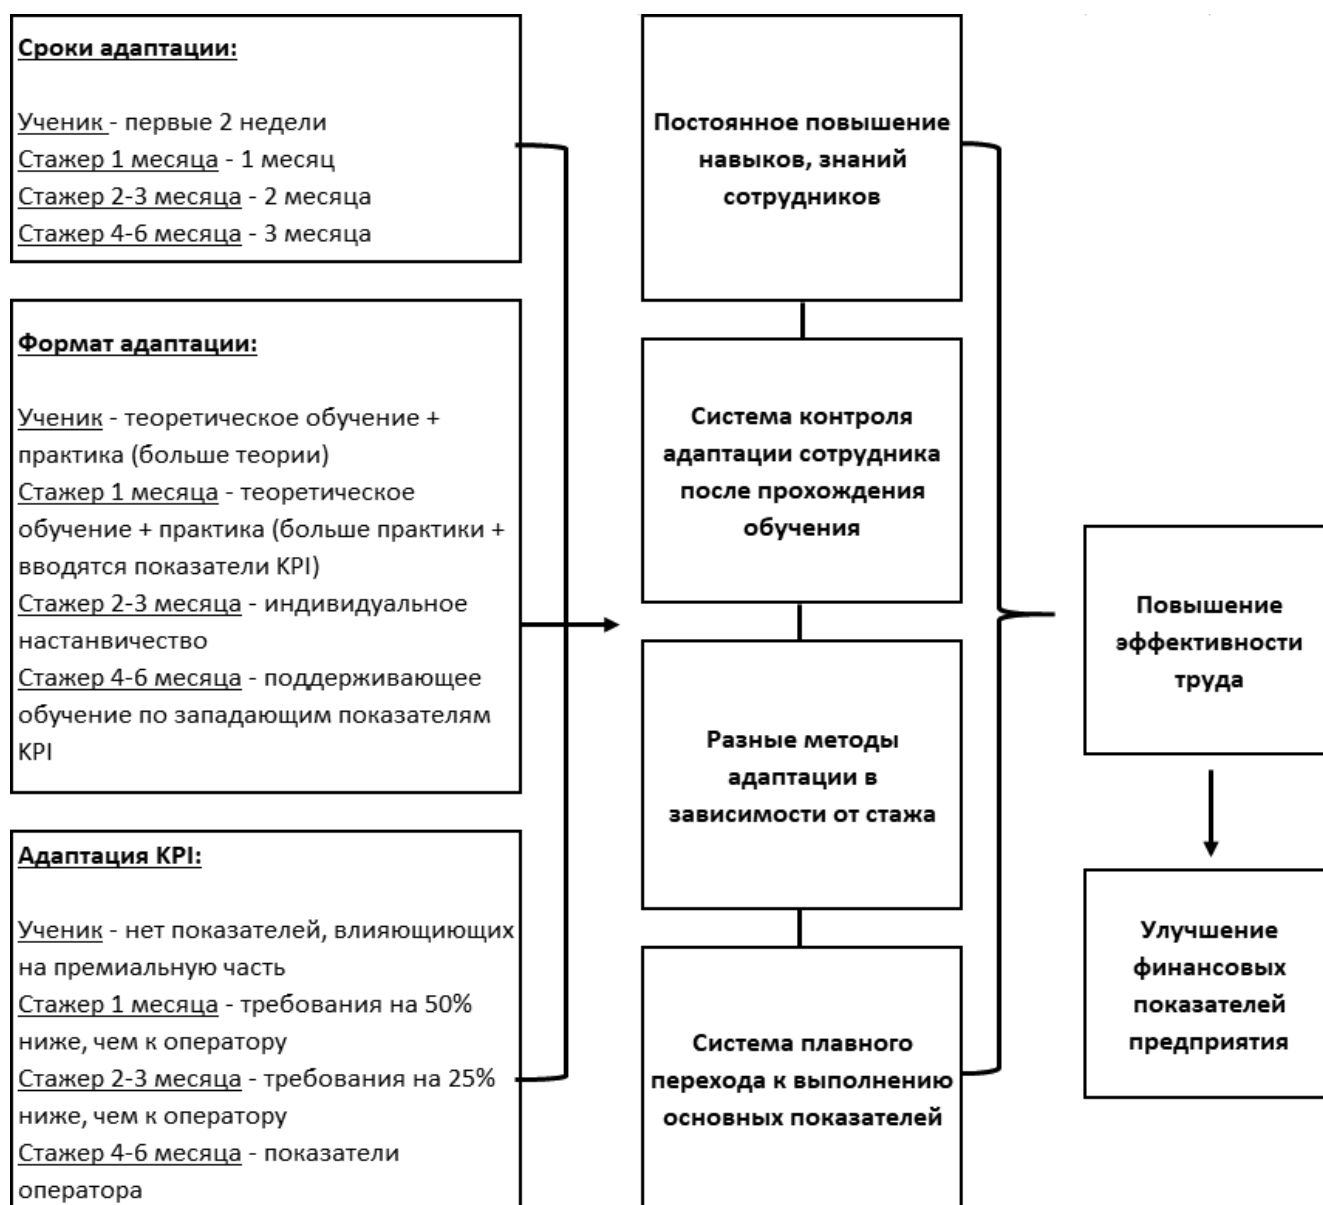 Сроки адаптации:
Ученик - первые 2 недели
Стажер 1 месяца - 1 месяц
Стажер 2-3 месяца - 2 месяца
Стажер 4-6 месяца - 3 месяца
Формат адаптации:
Ученик - теоретическое обучение +
практика (больше теории)
Стажер 1 месяца - теоретическое
обучение + практика (больше практики +
вводятся показатели KPI)
Стажер 2-3 месяца - индивидуальное
настанвичество
Стажер 4-6 месяца - поддерживающее
обучение по западающим показателям
KPI
Адаптация KPI:
Ученик - нет показателей, влияющиющих
на премиальную часть
Стажер 1 месяца - требования на 50%
ниже, чем к оператору
Стажер 2-3 месяца - требования на 25%
ниже, чем к оператору
Стажер 4-6 месяца - показатели
оператора
Постоянное повышение
навыков, знаний
сотрудников
Система контроля
адаптации сотрудника
после прохождения
обучения
Разные методы
адаптации в
зависимости от стажа
Система плавного
перехода к выполнению
основных показателей
Повышение
эффективности
труда
Улучшение
финансовых
показателей
предприятия